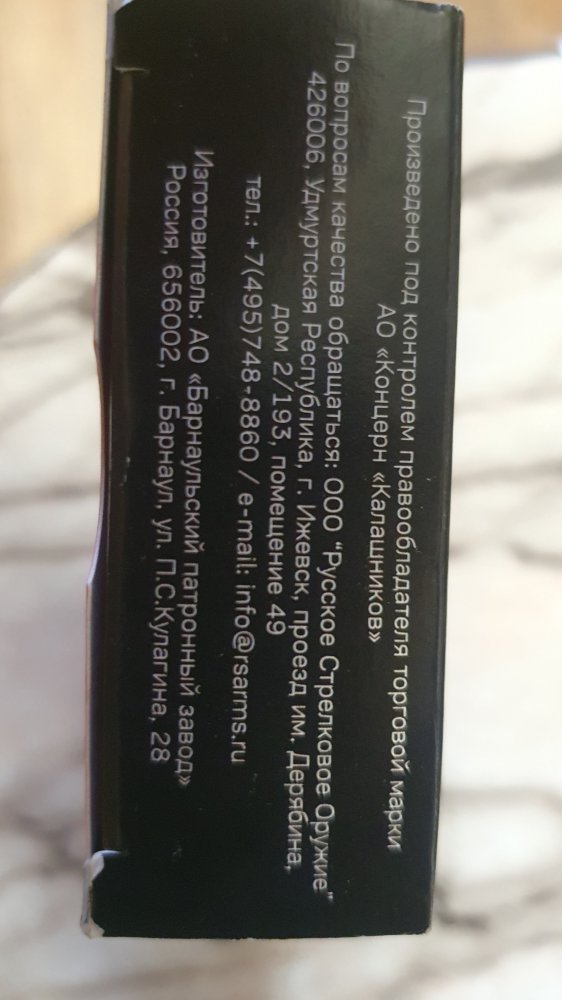 Произведено под контролем правообладателя торговой марки
АО «Концерн «Калашников»
По вопросам качества обращаться: ООО "Русское Стрелковое Оружие"
426006, Удмуртская Республика, г. Ижевск, проезд им. Дерябина,
дом 2/193, помещение 49
тел.: +7(495)748-8860 / e-mail: info@rsarms.ru
Изготовитель: АО «Барнаульский патронный завод»
Россия, 656002, г. Барнаул, ул. П.С.Кулагина, 28